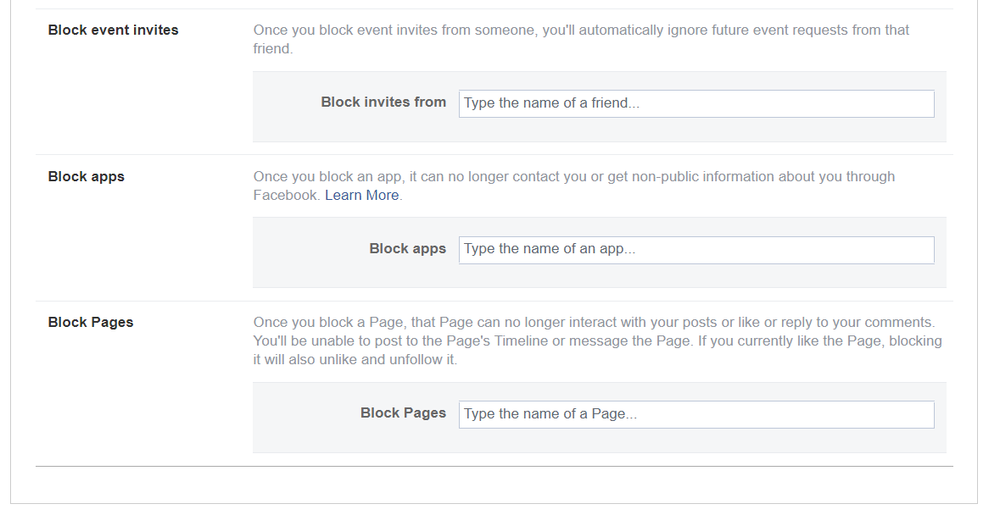 Block event invites
Once you block event invites from someone, you'll automatically ignore future event requests from that
friend.
Block invites from
Type the name of a friend...
Block apps
Once you block an app, it can no longer contact you or get non-public information about you through
Facebook. Learn More.
Block apps
Type the name of an app...
Block Pages
Once you block a Page, that Page can no longer interact with your posts or like or reply to your comments.
You'll be unable to post to the Page's Timeline or message the Page. If you currently like the Page, blocking
it will also unlike and unfollow it.
Block Pages
Type the name of a Page...